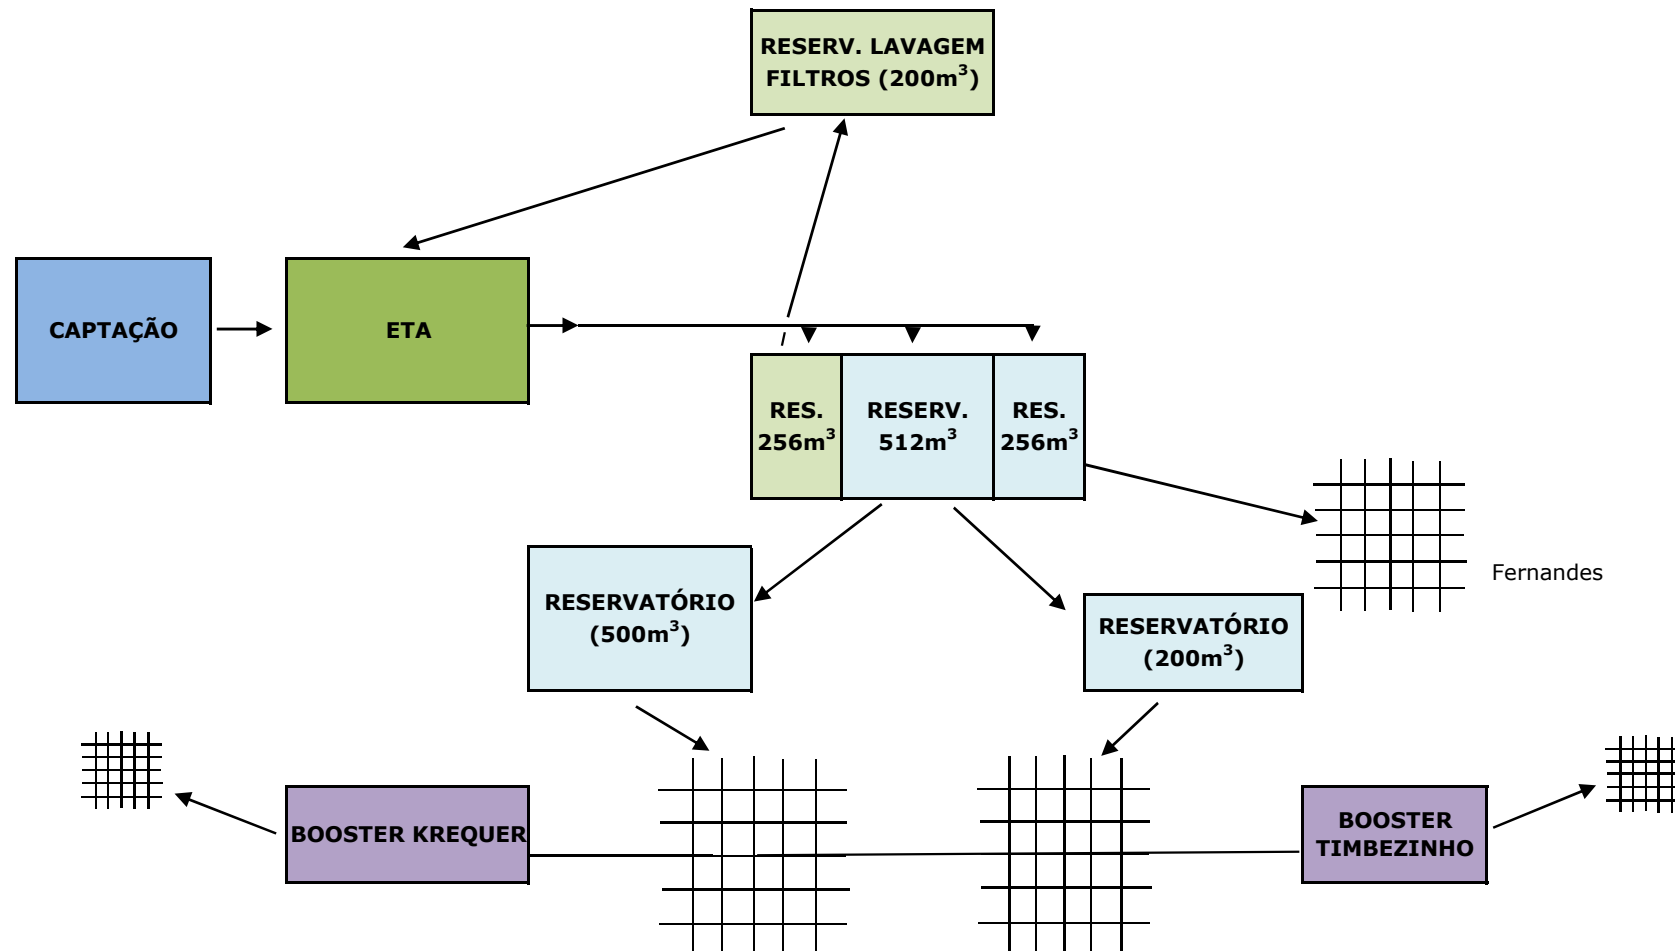 RESERV. LAVAGEM
FILTROS (200m³)
CAPTAÇÃO
ETA
RES.
256m³
RESERV.
512m³
RES.
256m³
Fernandes
RESERVATÓRIO
(500m³)
RESERVATÓRIO
(200m³)
BOOSTER KREQUER
BOOSTER
TIMBEZINHO